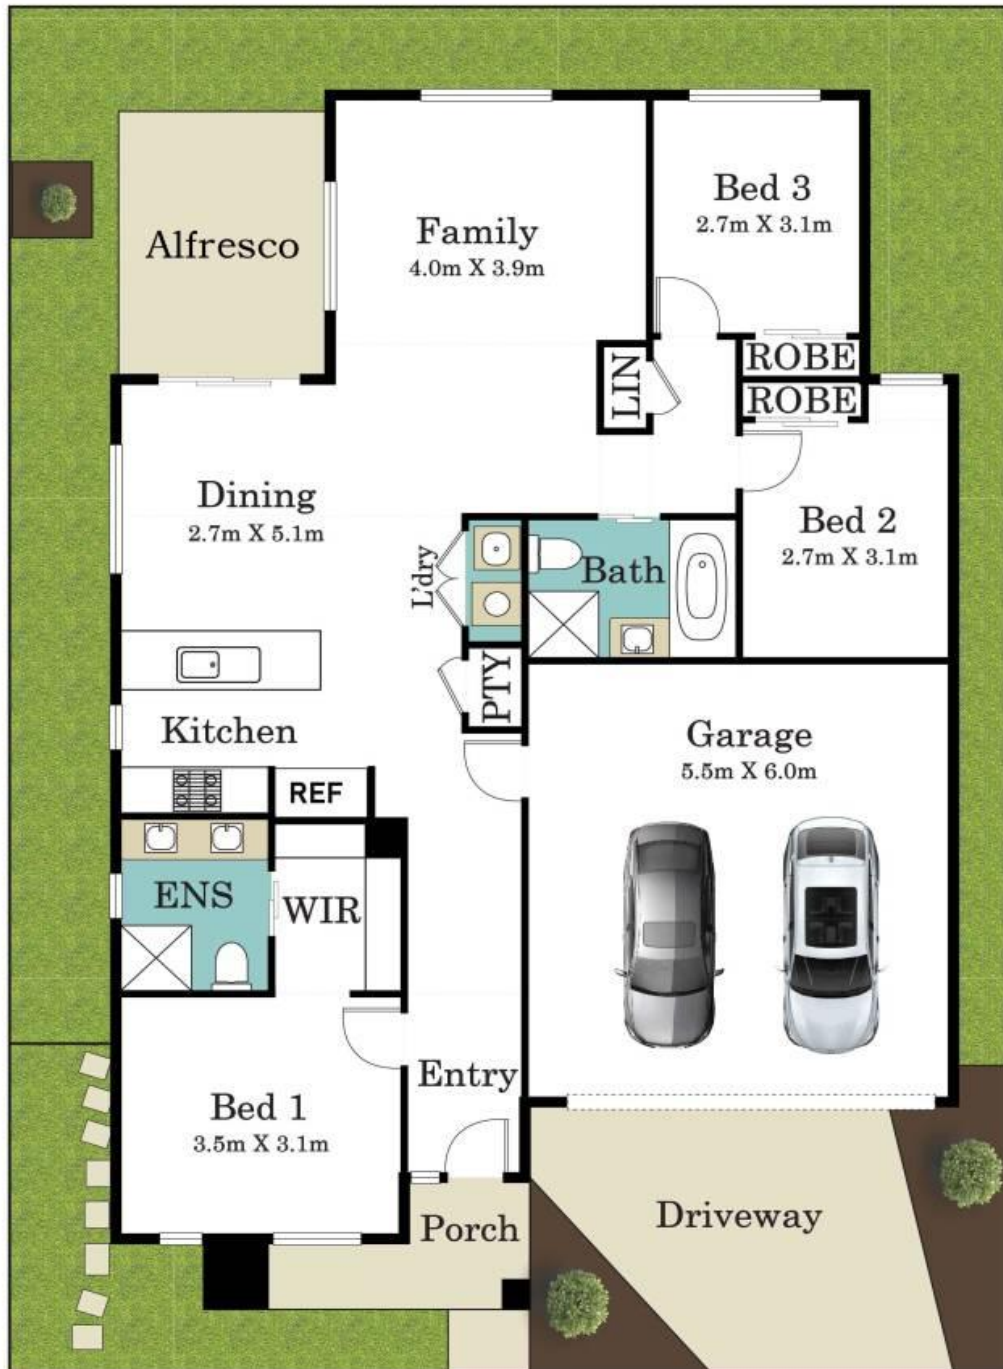 Alfresco
Family
4.0m X 3.9m
Bed 3
2.7m X 3.1m
ROBE
LIN
ROBE
Dining
2.7m X 5.1m
Bed 2
2.7m X 3.1m
L'dry
Bath
PTY
Kitchen
Garage
5.5m X 6.0m
REF
ENS
WIR
Entry
Bed 1
3.5m X 3.1m
Porch
Driveway